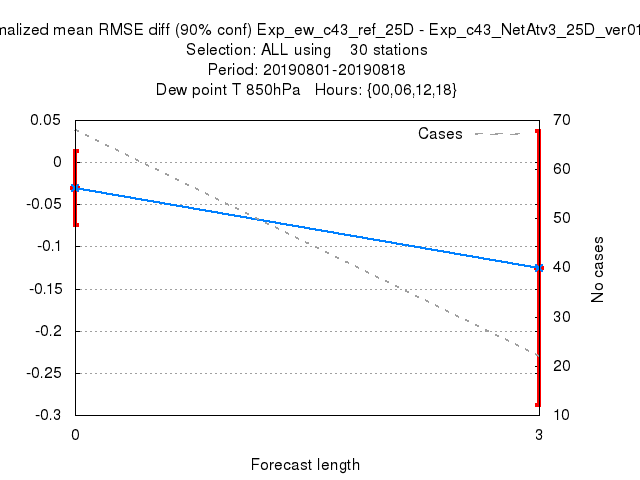 malized mean RMSE diff (90% conf) Exp_ew_c43_ref_25D - Exp_c43_NetAtv3_25D_ver01
Selection: ALL using 30 stations
Period: 20190801-20190818
Dew point T 850hPa Hours: {00,06,12,18}
Cases
0.05
0
-0.05
-0.1
-0.15
-0.2
-0.25
-0.3
70
60
50
40
30
20
10
No cases
0
3
Forecast length